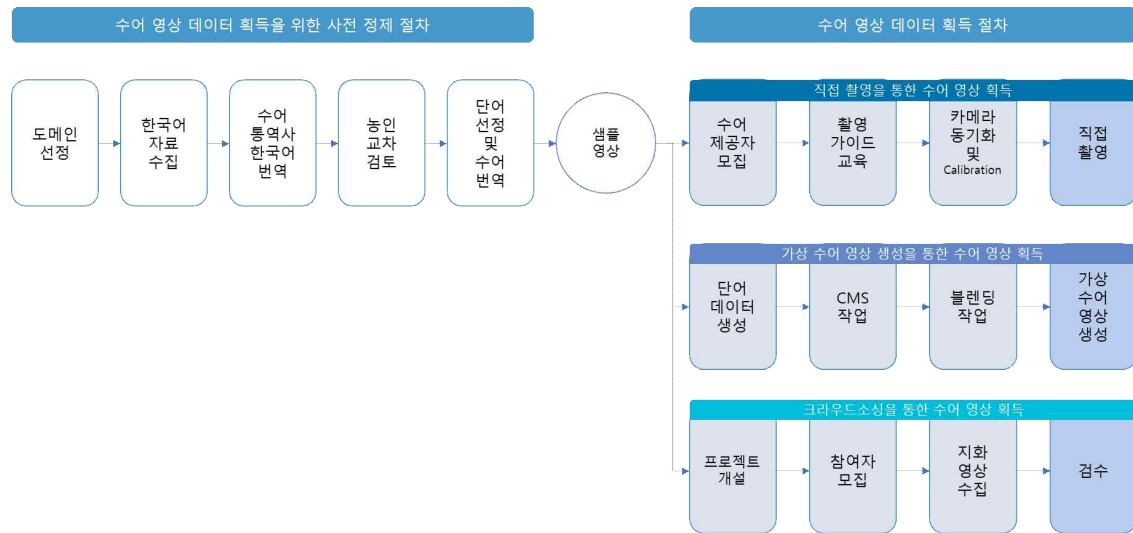 수어 영상 데이터 획득을 위한 사전 정제 절차
수어 영상 데이터 획득 절차
도메인
선정
한국어
자료
수집
수어
통역사
한국어
번역
농인
교차
검토
단어
선정
및
수어
번역
샘플
영상
직접 촬영을 통한 수어 영상 획득
수어
제공자
모집
촬영
가이드
교육
카메라
동기화
및
Calibration
직접
촬영
가상 수어 영상 생성을 통한 수어 영상 획득
단어
데이터
생성
CMS
작업
블렌딩
작업
가상
수어
영상
생성
크라우드소싱을 통한 수어 영상 획득
프로젝트
개설
참여자
모집
지화
영상
수집
검수